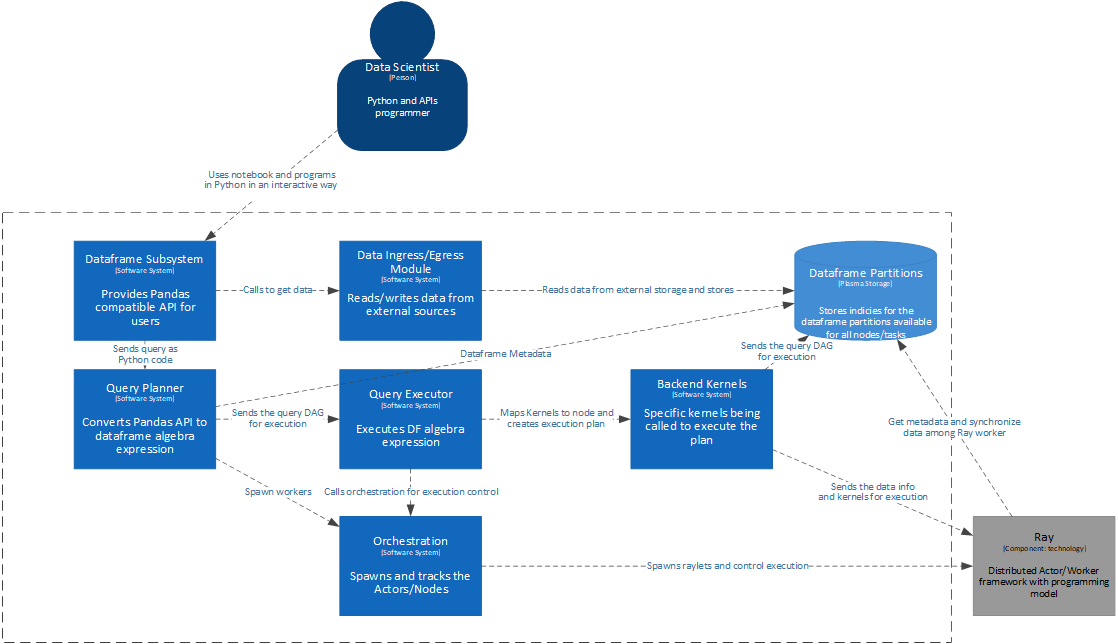 Data Scientist
(Person)
Python and APIs
programmer
Uses notebook and programs
in Python in an interactive way
Dataframe Subsystem
(Software System)
Provides Pandas
compatible API for
users
Calls to get data
Data Ingress/Egress
Module
(Software System)
Reads/writes data from
external sources
Reads data from external storage and stores
Dataframe Partitions
(Plasma Storage)
Stores indicies for the
dataframe partitions available
for all nodes/tasks
Sends query as
Python code
Dataframe Metadata
Sends the query DAG
for execution
Query Planner
(Software System)
Converts Pandas API to
dataframe algebra
expression
Sends the query DAG
for execution
Query Executor
(Software System)
Executes DF algebra
expression
Maps Kernels to node and
creates execution plan
Backend Kernels
(Software System)
Specific kernels being
called to execute the
plan
Get metadata and synchronize
data among Ray worker
Spawn workers
Calls orchestration for execution control
Sends the data info
and kernels for execution
Orchestration
(Software System)
Spawns and tracks the
Actors/Nodes
Spawns raylets and control execution
Ray
(Component: technology)
Distributed Actor/Worker
framework with programming
model